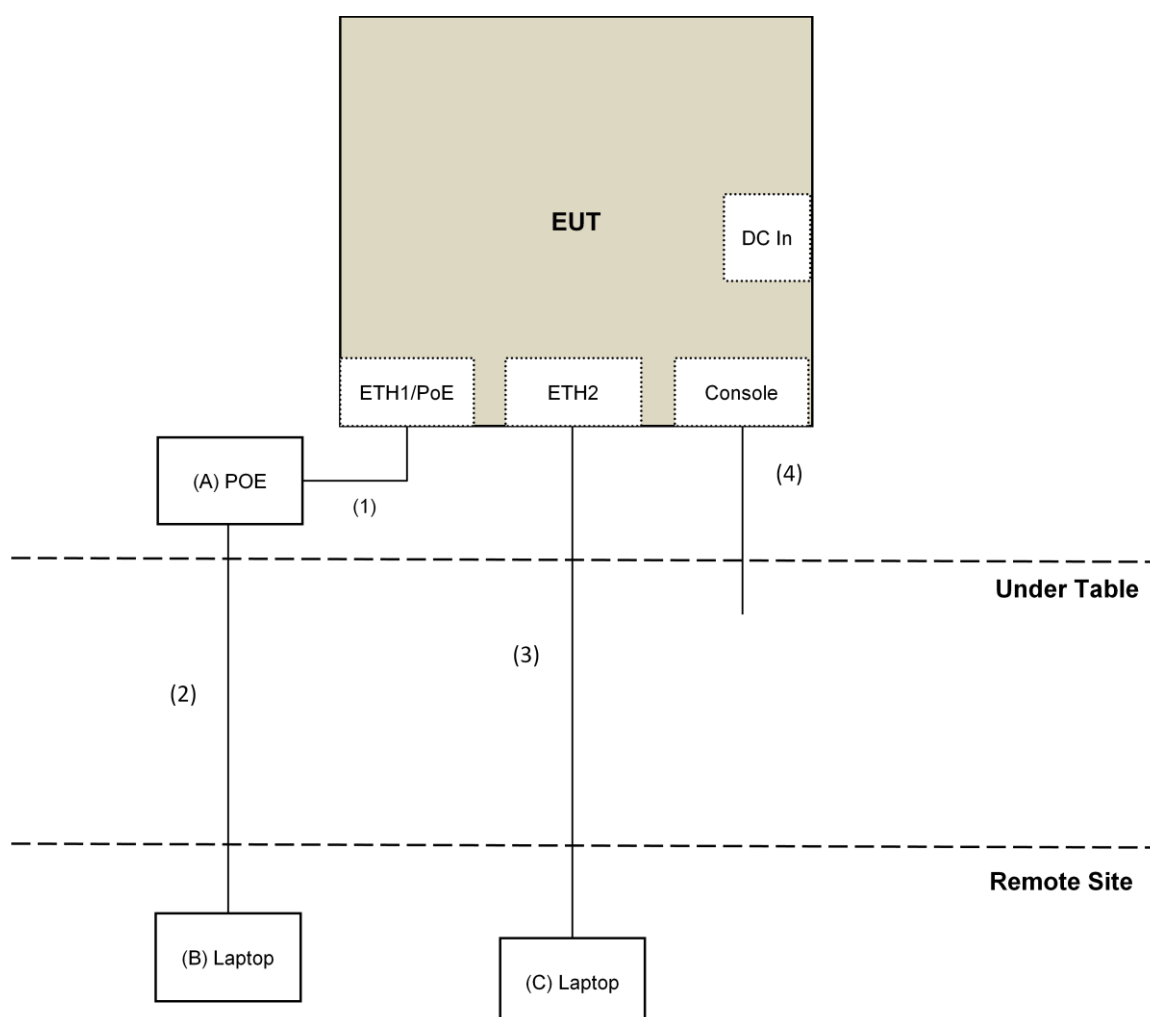 EUT
DC In
ETH1/PoE
ETH2
Console
(A) POE
(1)
(4)
Under Table
(2)
(3)
Remote Site
(B) Laptop
(C) Laptop